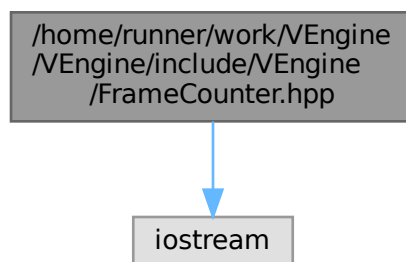 /home/runner/work/VEngine
/VEngine/include/VEngine
/FrameCounter.hpp
iostream